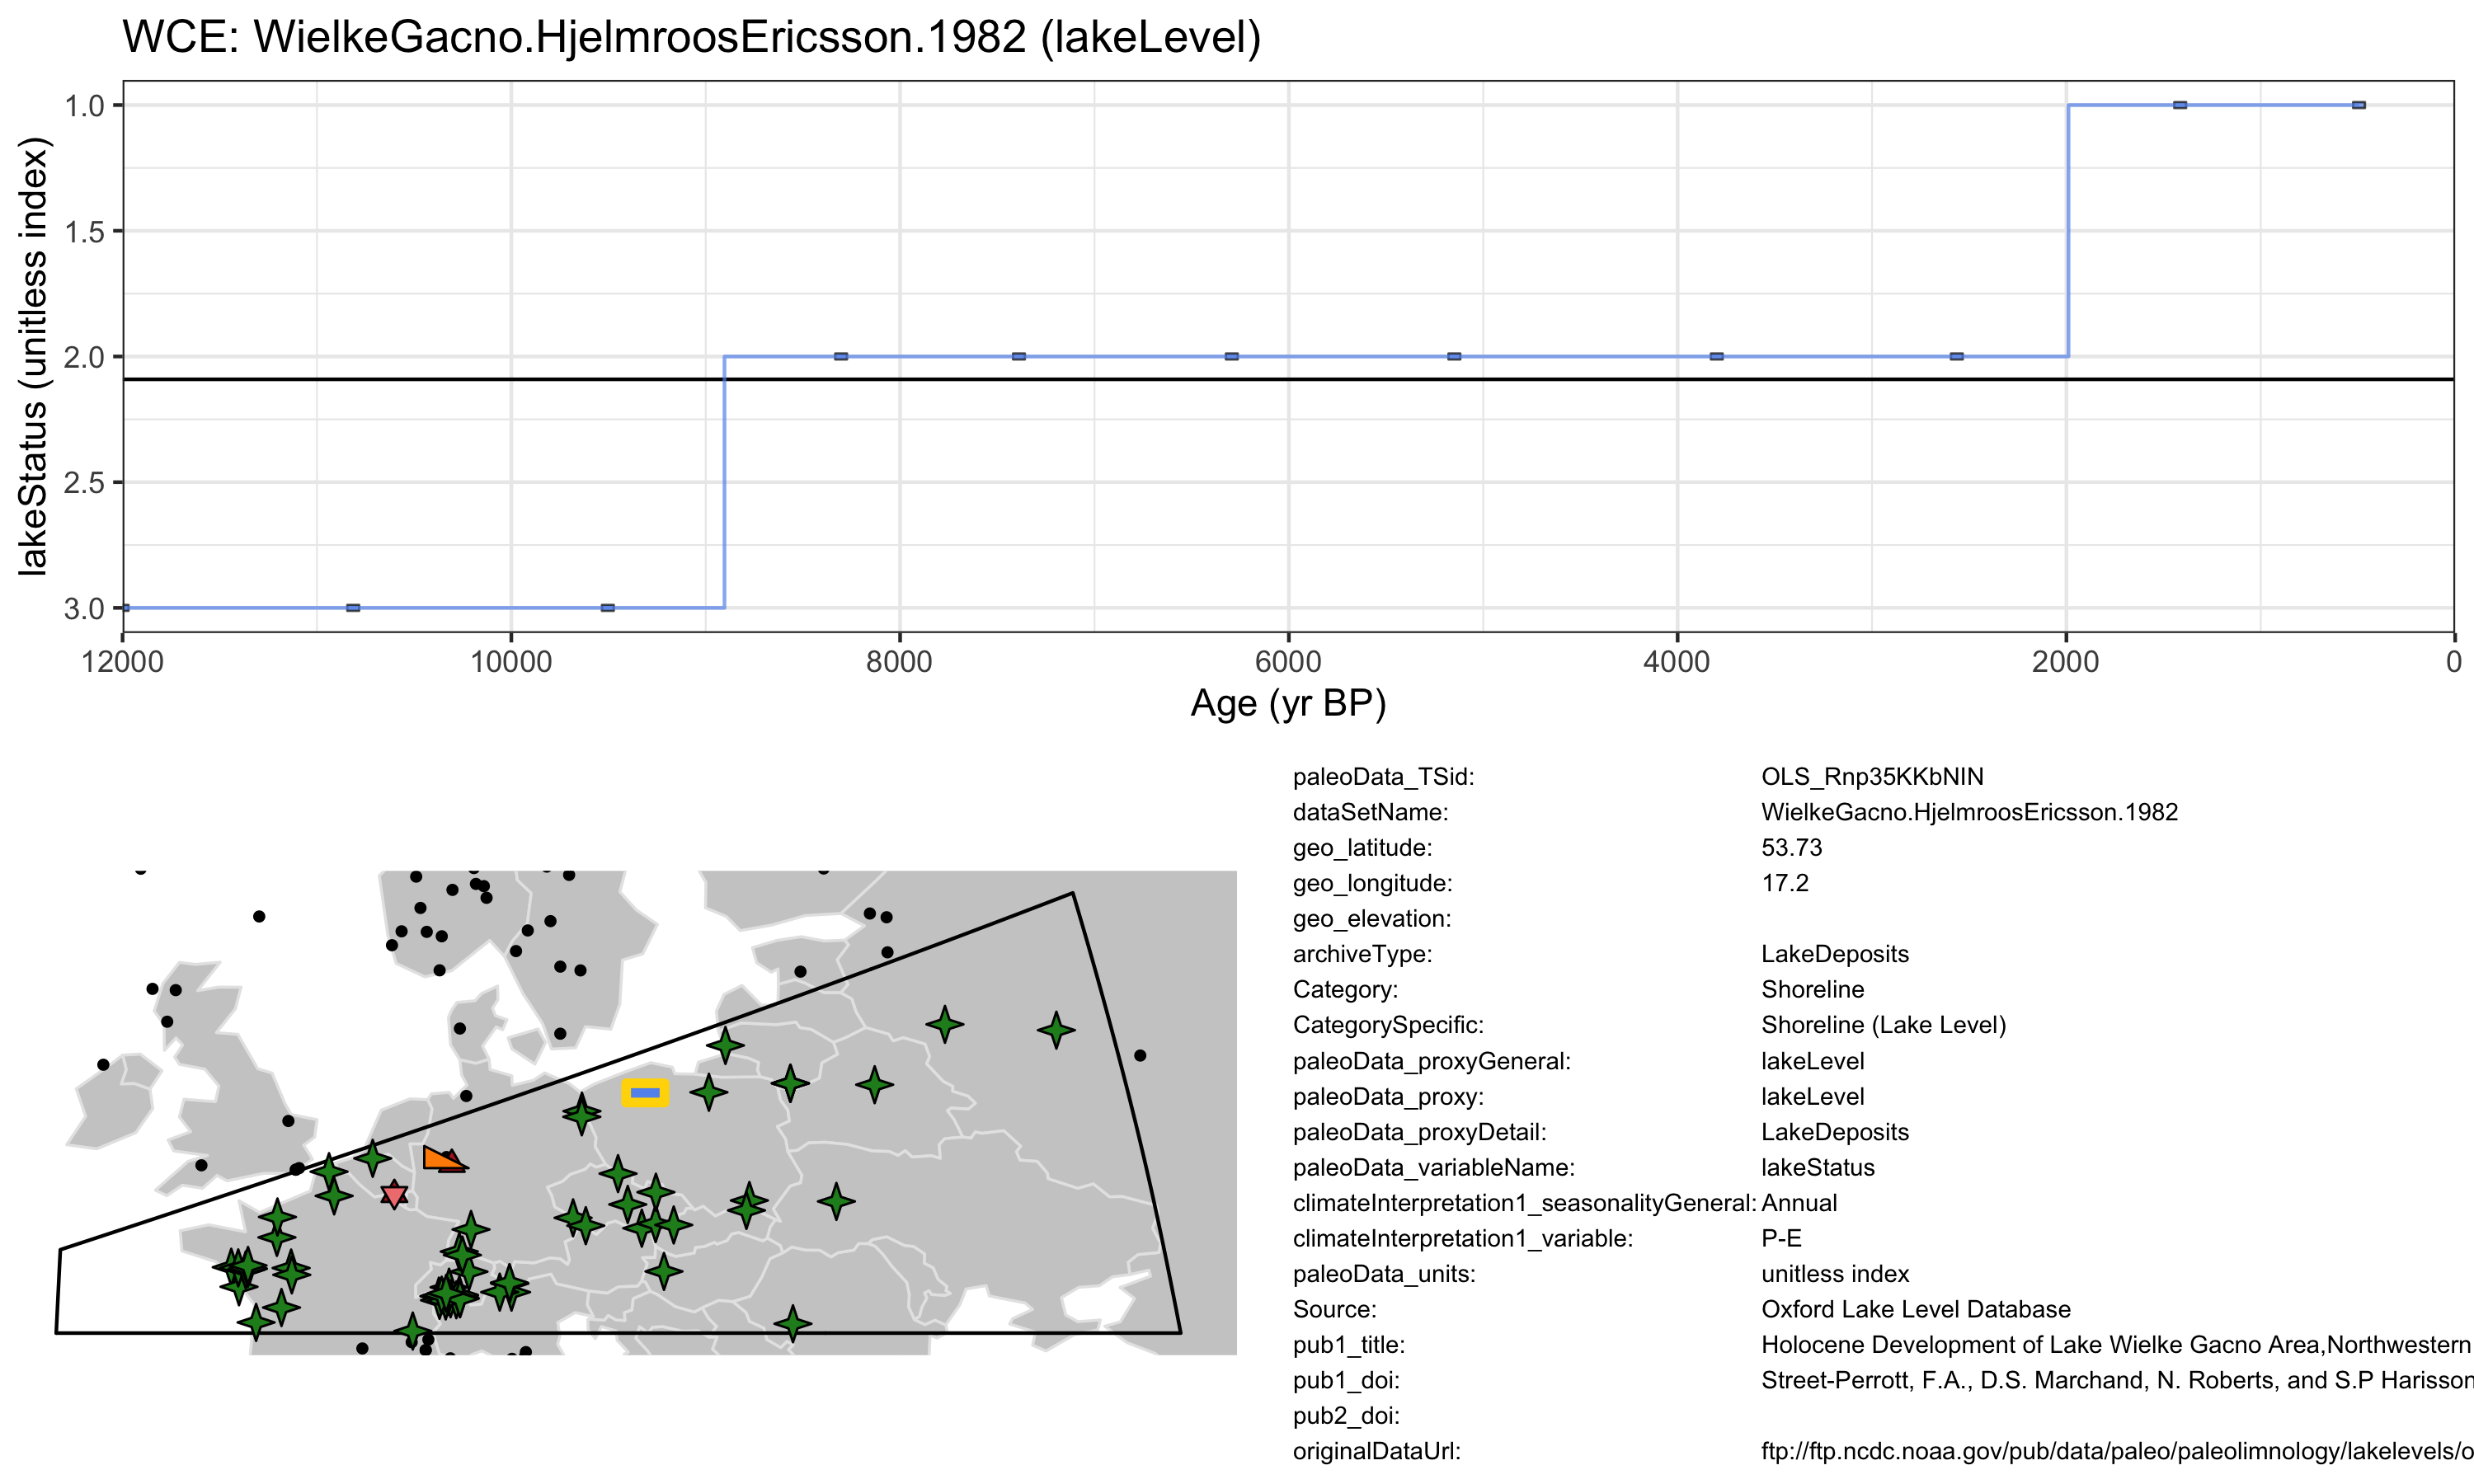 WCE: WielkeGacno.HjelmroosEricsson.1982 (lakeLevel)
lakeStatus (unitless index)
1.0
1.5
2.0
2.5
3.0
12000 10000 8000 6000 4000 2000 0
Age (yr BP)
paleoData_TSid: OLS_Rnp35KKbNIN
dataSetName: WielkeGacno.HjelmroosEricsson.1982
geo_latitude: 53.73
geo_longitude: 17.2
geo_elevation:
archiveType: LakeDeposits
Category: Shoreline
CategorySpecific: Shoreline (Lake Level)
paleoData_proxyGeneral: lakeLevel
paleoData_proxy: lakeLevel
paleoData_proxyDetail: LakeDeposits
paleoData_variableName: lakeStatus
climateInterpretation1_seasonalityGeneral: Annual
climateInterpretation1_variable: P-E
paleoData_units: unitless index
Source: Oxford Lake Level Database
pub1_title: Holocene Development of Lake Wielke Gacno Area,Northwestern
pub1_doi: Street-Perrott, F.A., D.S. Marchand, N. Roberts, and S.P Harisson
pub2_doi:
originalDataUrl: ftp://ftp.ncdc.noaa.gov/pub/data/paleo/paleolimnology/lakelevels/o